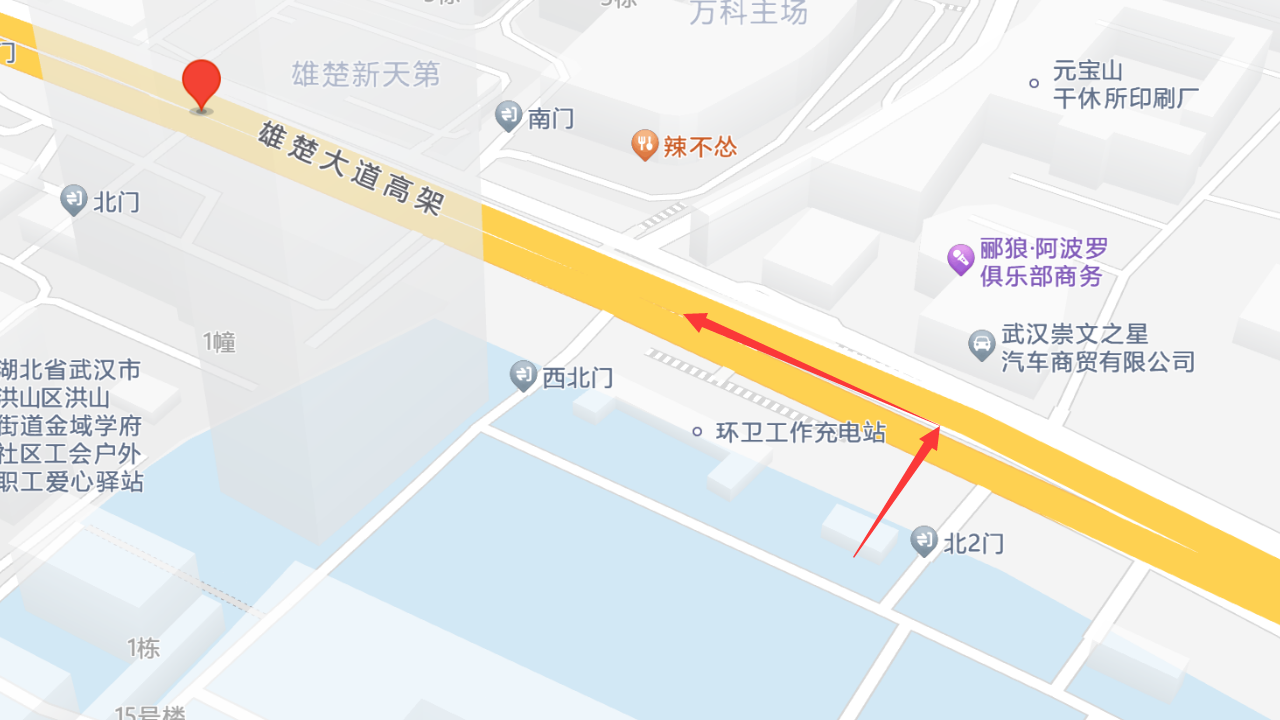 万科主场
门
雄楚新天第
元宝山
干休所印刷厂
南门
辣不怂
雄楚大道高架
北门
郦狼·阿波罗
俱乐部商务
1幢
武汉崇文之星
汽车商贸有限公司
湖北省武汉市
洪山区洪山
街道金域学府
社区工会户外
职工爱心驿站
西北门
环卫工作充电站
北2门
1栋
15号楼